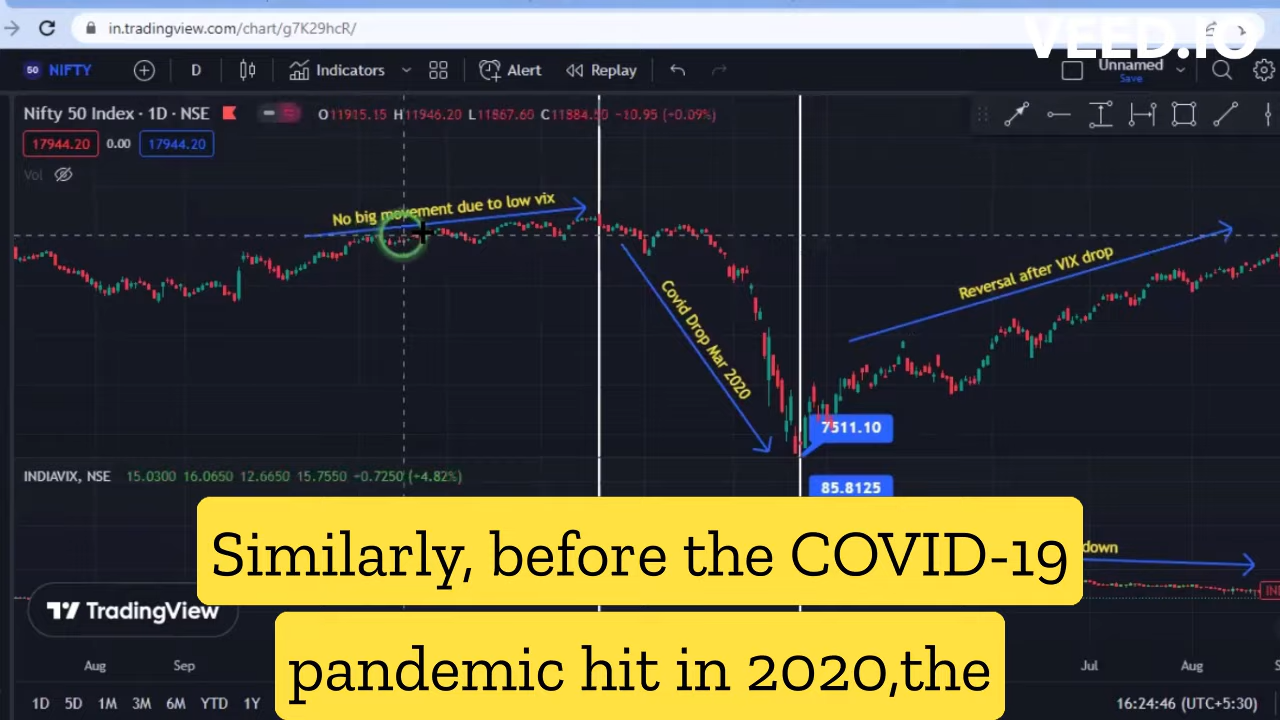 in.tradingview.com/chart/g7K29hcR/
VEED.IO
50 NIFTY D Indicators Alert Replay Unnamed
Save
Nifty 50 Index · 1D · NSE O11915.15 H11946.20 L11867.60 C11884.50 −10.95 (+0.09%)
17944.20 0.00 17944.20
Vol
No big movement due to low vix
Covid Drop Mar 2020
Reversal after VIX drop
7511.10
INDIAVIX, NSE 15.0300 16.0650 12.6650 15.7550 −0.7250 (+4.82%)
85.8125
Similarly, before the COVID-19
down
pandemic hit in 2020,the
TradingView
Aug Sep Jul Aug
1D 5D 1M 3M 6M YTD 1Y 16:24:46 (UTC+5:30)